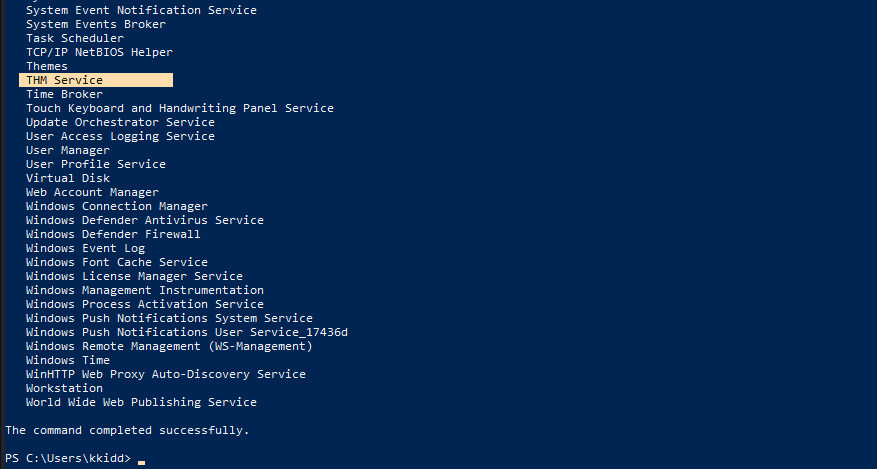 System Event Notification Service
System Events Broker
Task Scheduler
TCP/IP NetBIOS Helper
Themes
THM Service
Time Broker
Touch Keyboard and Handwriting Panel Service
Update Orchestrator Service
User Access Logging Service
User Manager
User Profile Service
Virtual Disk
Web Account Manager
Windows Connection Manager
Windows Defender Antivirus Service
Windows Defender Firewall
Windows Event Log
Windows Font Cache Service
Windows License Manager Service
Windows Management Instrumentation
Windows Process Activation Service
Windows Push Notifications System Service
Windows Push Notifications User Service_17436d
Windows Remote Management (WS-Management)
Windows Time
WinHTTP Web Proxy Auto-Discovery Service
Workstation
World Wide Web Publishing Service
The command completed successfully.
PS C:\Users\kkidd> _